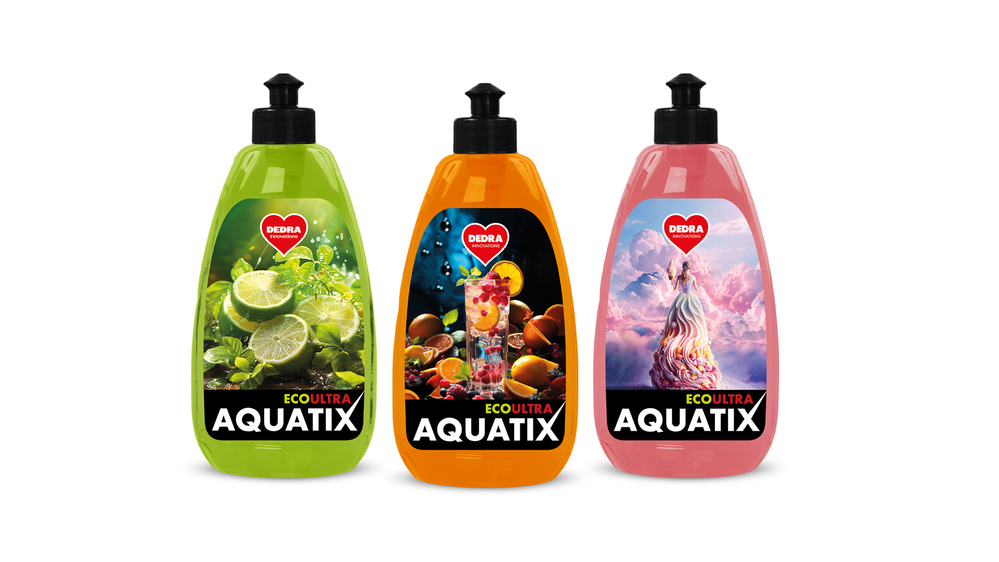 DEDRA
innovations
ECOULTRA
AQUATIX
DEDRA
INNOVATIONS
ECOULTRA
AQUATIX
DEDRA
INNOVATIONS
ECOULTRA
AQUATIX